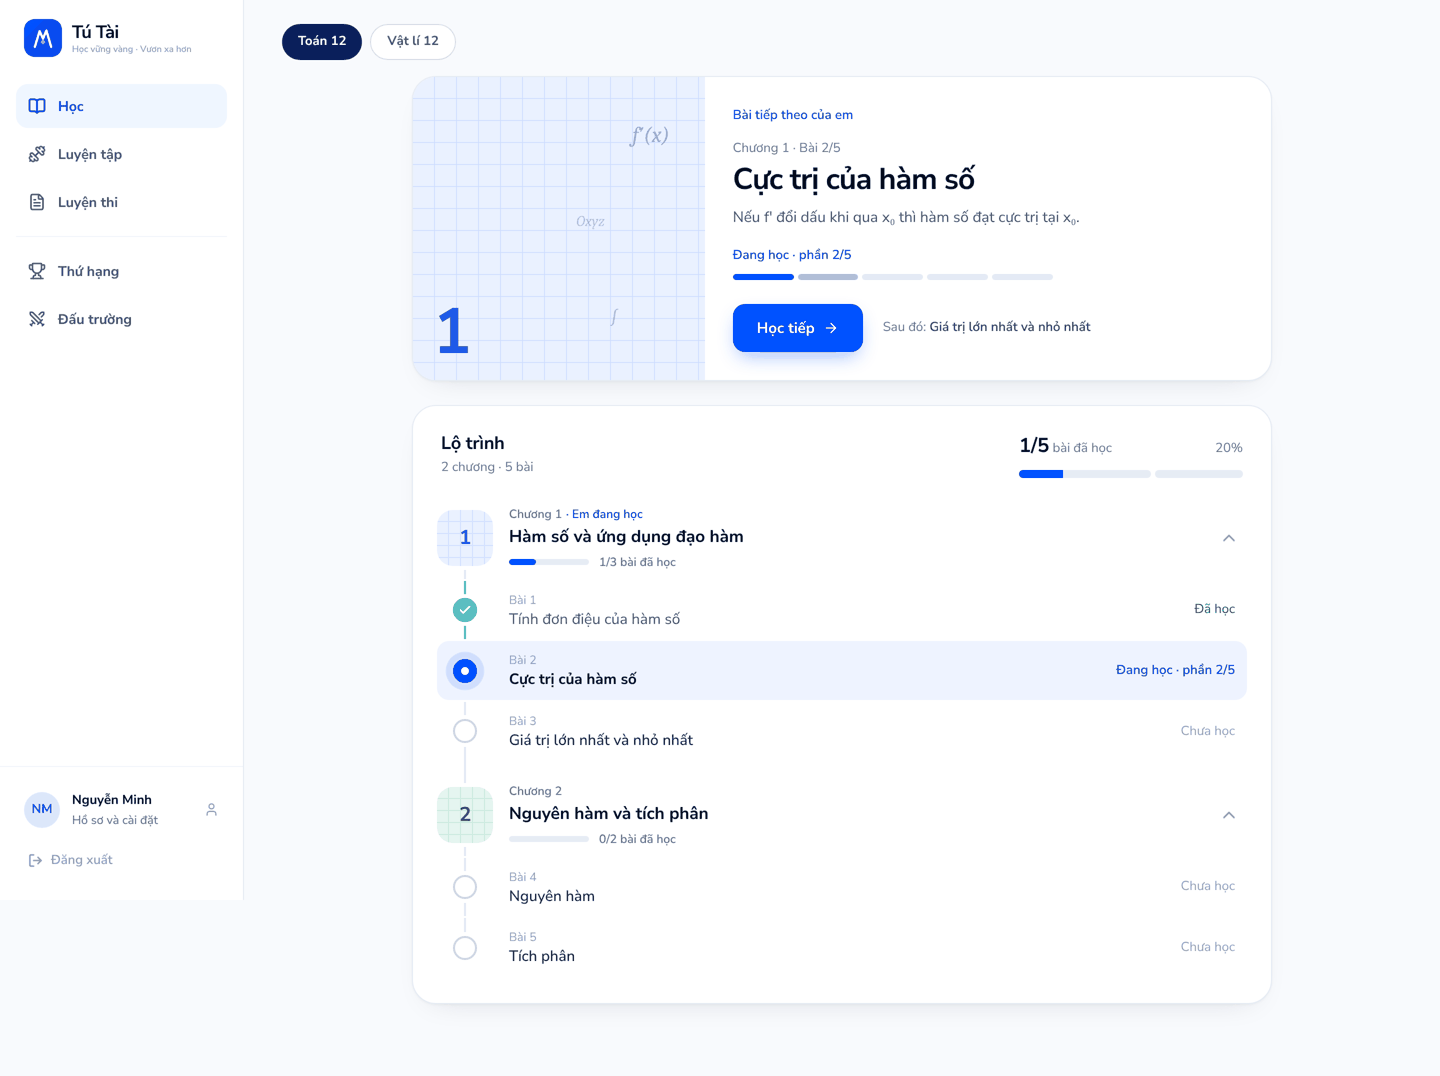 Tú Tài
Học vững vàng · Vươn xa hơn
Học
Luyện tập
Luyện thi
Thứ hạng
Đấu trường
Nguyễn Minh
NM
Hồ sơ và cài đặt
Đăng xuất
Toán 12
Vật lí 12
f'(x)
Oxyz
∫
1
Bài tiếp theo của em
Chương 1 · Bài 2/5
Cực trị của hàm số
Nếu f' đổi dấu khi qua x₀ thì hàm số đạt cực trị tại x₀.
Đang học · phần 2/5
Học tiếp →
Sau đó: Giá trị lớn nhất và nhỏ nhất
Lộ trình
2 chương · 5 bài
1/5 bài đã học
20%
Chương 1 · Em đang học
1
Hàm số và ứng dụng đạo hàm
1/3 bài đã học
Bài 1
Tính đơn điệu của hàm số
Đã học
Bài 2
Cực trị của hàm số
Đang học · phần 2/5
Bài 3
Giá trị lớn nhất và nhỏ nhất
Chưa học
Chương 2
2
Nguyên hàm và tích phân
0/2 bài đã học
Bài 4
Nguyên hàm
Chưa học
Bài 5
Tích phân
Chưa học